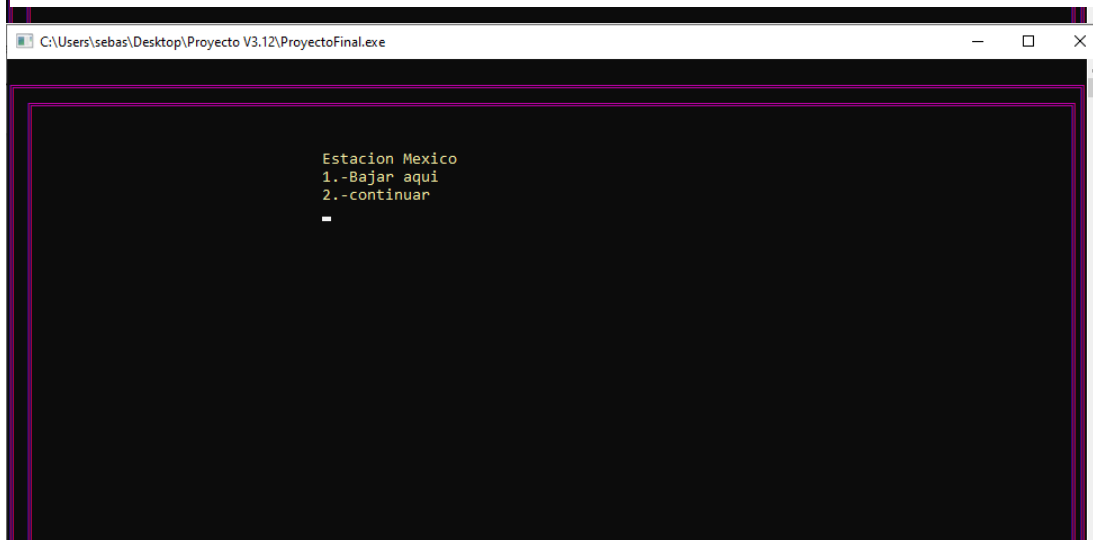 C:\Users\sebas\Desktop\Proyecto V3.12\ProyectoFinal.exe
Estacion Mexico
1.-Bajar aqui
2.-continuar